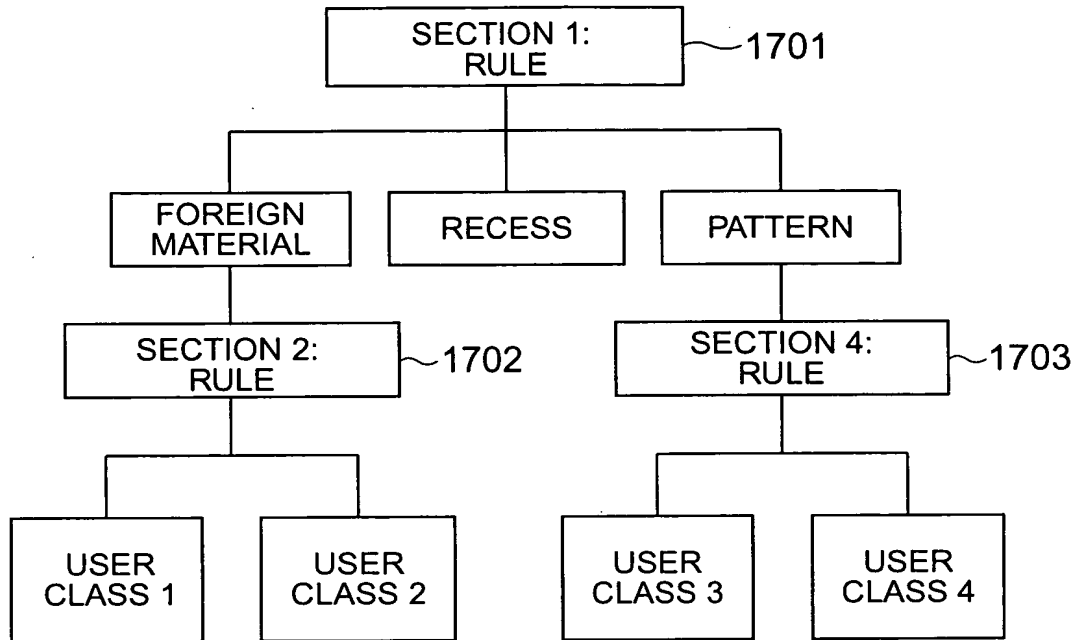 SECTION 1:
RULE
1701
FOREIGN
MATERIAL
RECESS
PATTERN
SECTION 2:
RULE
1702
SECTION 4:
RULE
1703
USER
CLASS 1
USER
CLASS 2
USER
CLASS 3
USER
CLASS 4